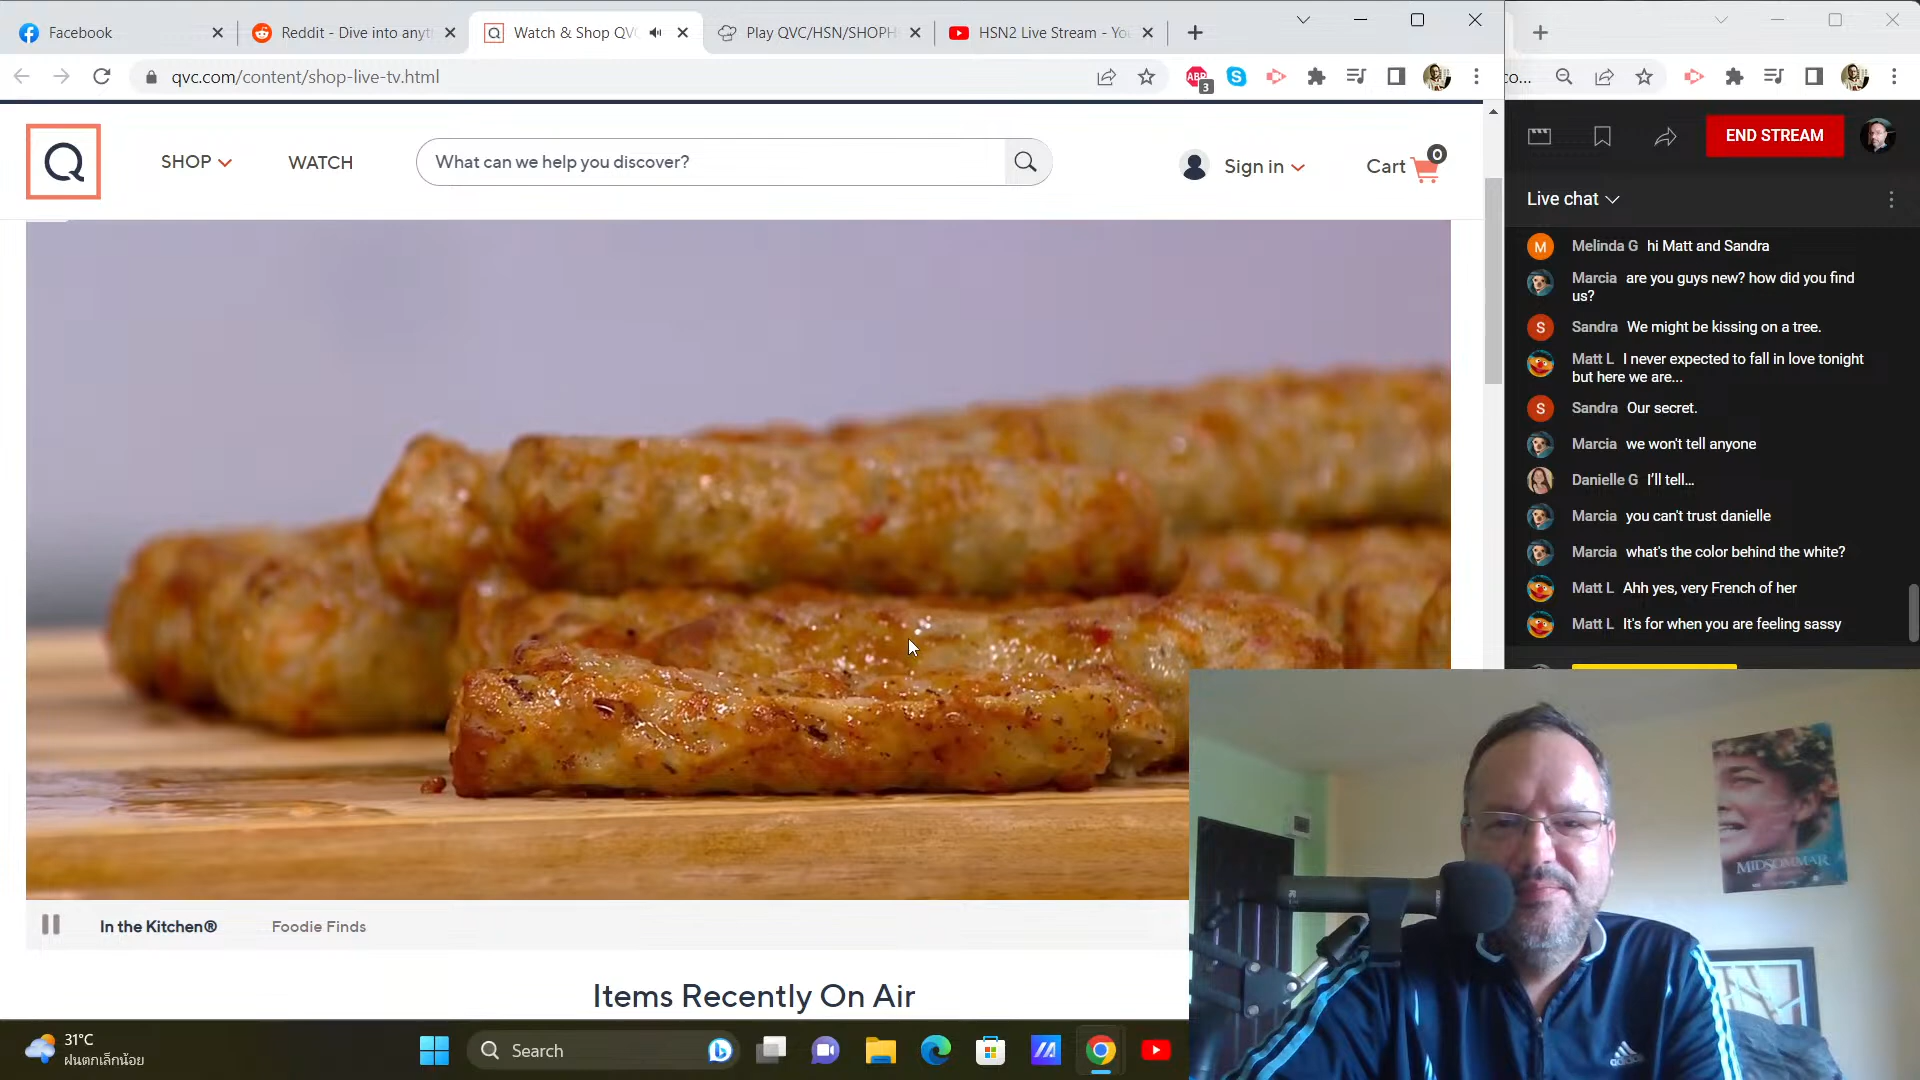 Facebook
Reddit - Dive into anyt
Watch & Shop QVC
Play QVC/HSN/SHOPH
HSN2 Live Stream - Yo
qvc.com/content/shop-live-tv.html
ABP
3
co...
Q
SHOP
WATCH
What can we help you discover?
Sign in
Cart
0
END STREAM
Live chat
M
Melinda G hi Matt and Sandra
Marcia are you guys new? how did you find
us?
S
Sandra We might be kissing on a tree.
Matt L I never expected to fall in love tonight
but here we are...
S
Sandra Our secret.
Marcia we won't tell anyone
Danielle G I'll tell...
Marcia you can't trust danielle
Marcia what's the color behind the white?
Matt L Ahh yes, very French of her
Matt L It's for when you are feeling sassy
MIDSOMMAR
adidas
In the Kitchen®
Foodie Finds
Items Recently On Air
31°C
ฝนตกเล็กน้อย
Search